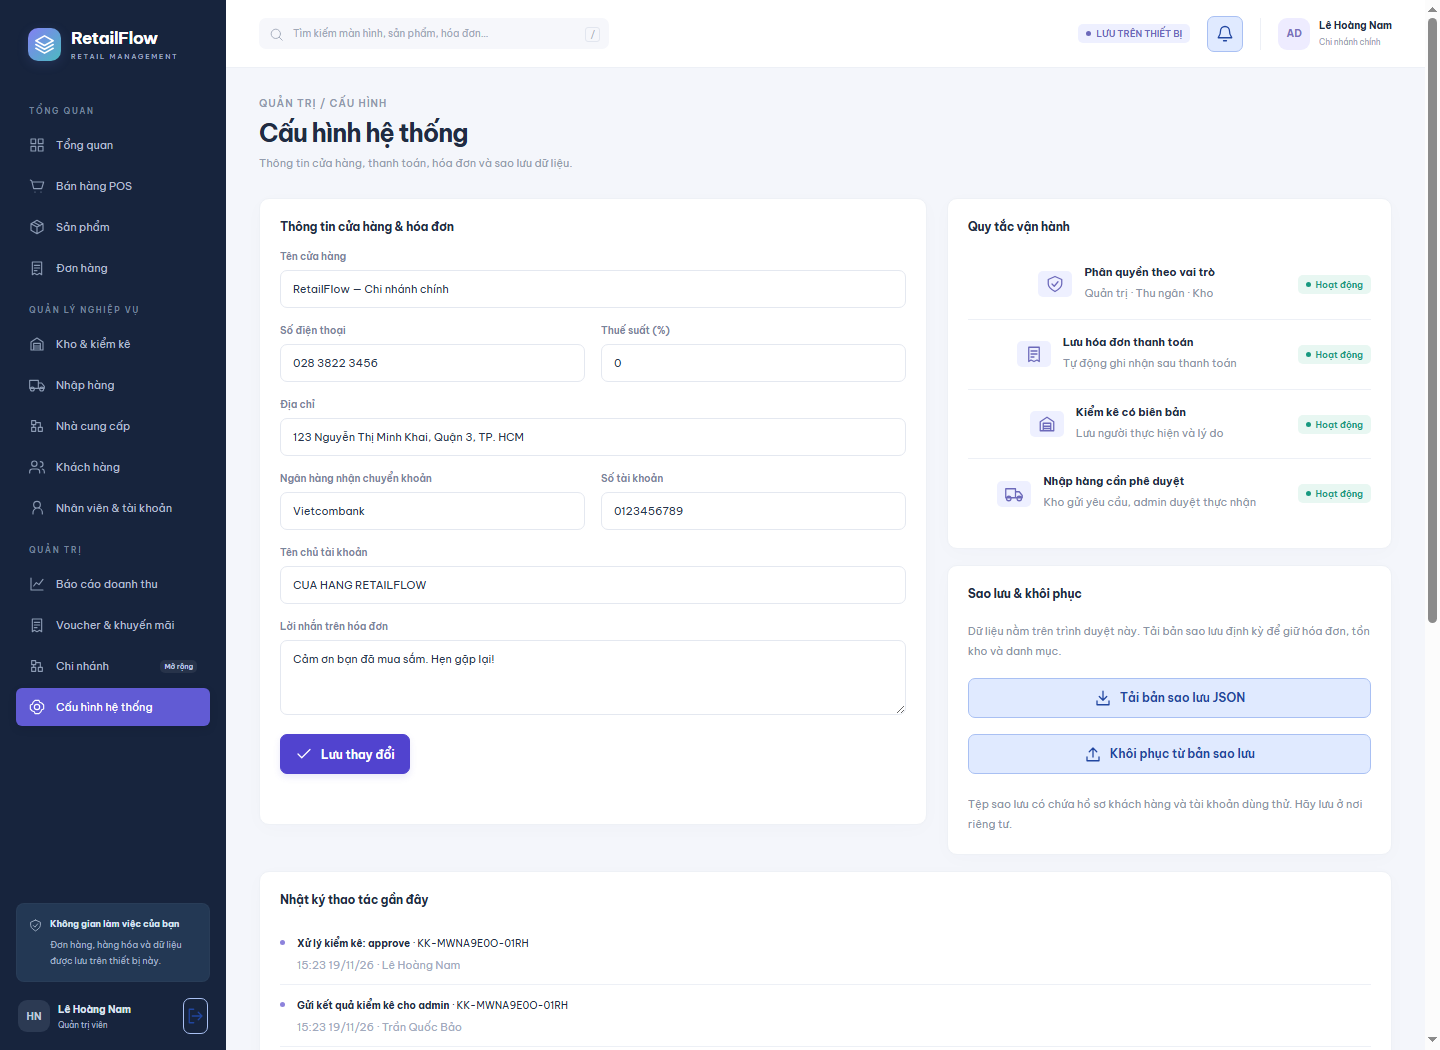 RetailFlow
RETAIL MANAGEMENT
TỔNG QUAN
Tổng quan
Bán hàng POS
Sản phẩm
Đơn hàng
QUẢN LÝ NGHIỆP VỤ
Kho & kiểm kê
Nhập hàng
Nhà cung cấp
Khách hàng
Nhân viên & tài khoản
QUẢN TRỊ
Báo cáo doanh thu
Voucher & khuyến mãi
Chi nhánh
Mở rộng
Cấu hình hệ thống
Không gian làm việc của bạn
Đơn hàng, hàng hóa và dữ liệu
được lưu trên thiết bị này.
HN
Lê Hoàng Nam
Quản trị viên
Tìm kiếm màn hình, sản phẩm, hóa đơn...
/
LƯU TRÊN THIẾT BỊ
AD
Lê Hoàng Nam
Chi nhánh chính
QUẢN TRỊ / CẤU HÌNH
Cấu hình hệ thống
Thông tin cửa hàng, thanh toán, hóa đơn và sao lưu dữ liệu.
Thông tin cửa hàng & hóa đơn
Tên cửa hàng
RetailFlow — Chi nhánh chính
Số điện thoại
Thuế suất (%)
028 3822 3456
0
Địa chỉ
123 Nguyễn Thị Minh Khai, Quận 3, TP. HCM
Ngân hàng nhận chuyển khoản
Số tài khoản
Vietcombank
0123456789
Tên chủ tài khoản
CUA HANG RETAILFLOW
Lời nhắn trên hóa đơn
Cảm ơn bạn đã mua sắm. Hẹn gặp lại!
Lưu thay đổi
Quy tắc vận hành
Phân quyền theo vai trò
Quản trị · Thu ngân · Kho
Hoạt động
Lưu hóa đơn thanh toán
Tự động ghi nhận sau thanh toán
Hoạt động
Kiểm kê có biên bản
Lưu người thực hiện và lý do
Hoạt động
Nhập hàng cần phê duyệt
Kho gửi yêu cầu, admin duyệt thực nhận
Hoạt động
Sao lưu & khôi phục
Dữ liệu nằm trên trình duyệt này. Tải bản sao lưu định kỳ để giữ hóa đơn, tồn
kho và danh mục.
Tải bản sao lưu JSON
Khôi phục từ bản sao lưu
Tệp sao lưu có chứa hồ sơ khách hàng và tài khoản dùng thử. Hãy lưu ở nơi
riêng tư.
Nhật ký thao tác gần đây
Xử lý kiểm kê: approve · KK-MWNA9E0O-01RH
15:23 19/11/26 · Lê Hoàng Nam
Gửi kết quả kiểm kê cho admin · KK-MWNA9E0O-01RH
15:23 19/11/26 · Trần Quốc Bảo